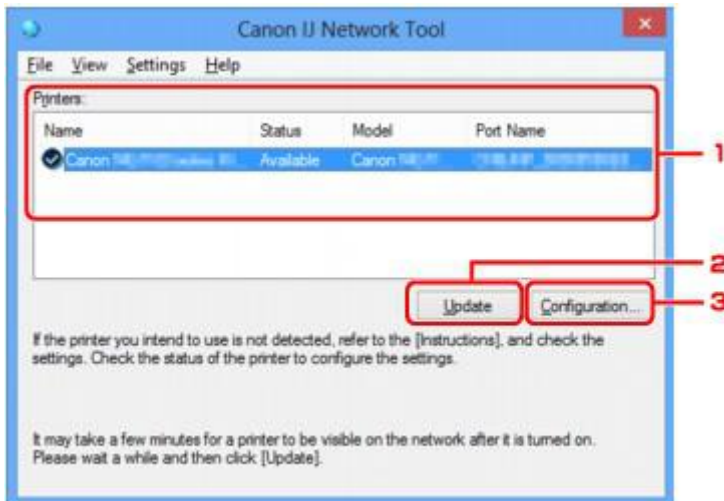 Canon IJ Network Tool
File View Settings Help
Printers:
Name Status Model Port Name
Canon Available Canon
1
2
3
Update Configuration...
If the printer you intend to use is not detected, refer to the [Instructions], and check the
settings. Check the status of the printer to configure the settings.
It may take a few minutes for a printer to be visible on the network after it is turned on.
Please wait a while and then click [Update].